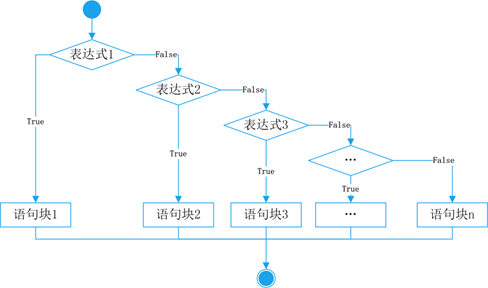 表达式1
False
表达式2
False
表达式3
False
True
…
False
True
True
True
语句块1
语句块2
语句块3
…
语句块n